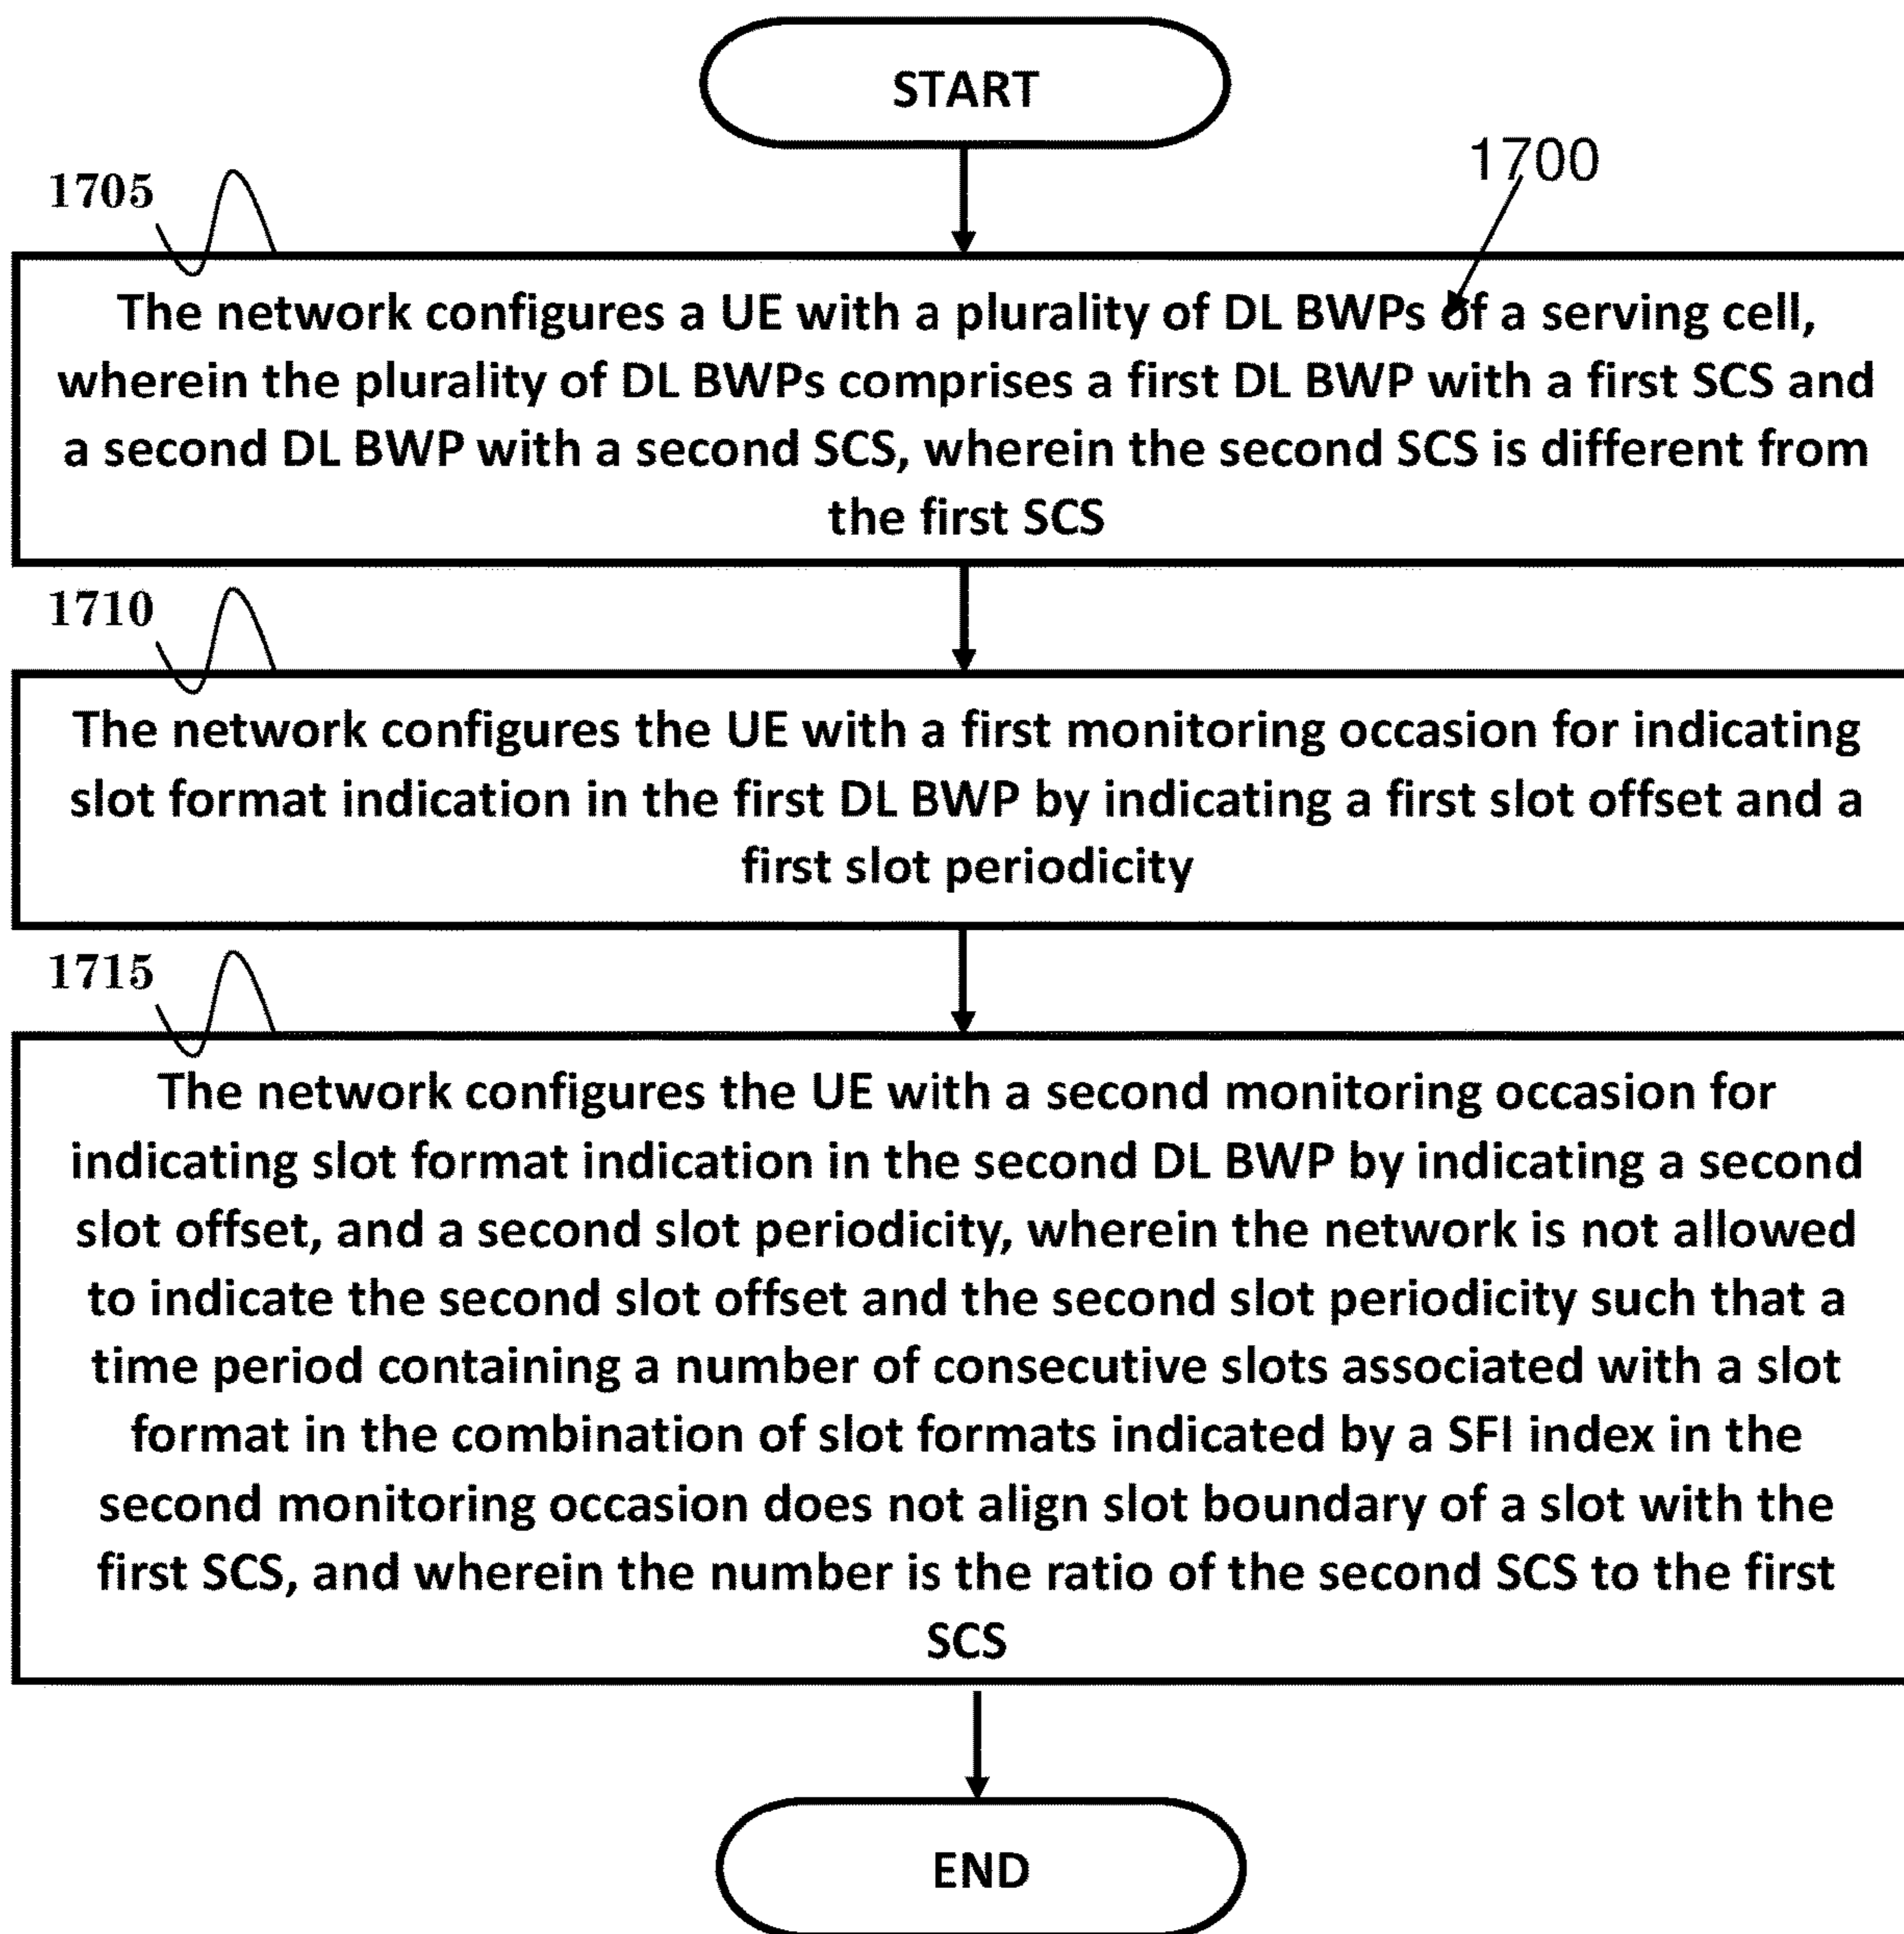 START
1700
1705
The network configures a UE with a plurality of DL BWPs of a serving cell,
wherein the plurality of DL BWPs comprises a first DL BWP with a first SCS and
a second DL BWP with a second SCS, wherein the second SCS is different from
the first SCS
1710
The network configures the UE with a first monitoring occasion for indicating
slot format indication in the first DL BWP by indicating a first slot offset and a
first slot periodicity
1715
The network configures the UE with a second monitoring occasion for
indicating slot format indication in the second DL BWP by indicating a second
slot offset, and a second slot periodicity, wherein the network is not allowed
to indicate the second slot offset and the second slot periodicity such that a
time period containing a number of consecutive slots associated with a slot
format in the combination of slot formats indicated by a SFI index in the
second monitoring occasion does not align slot boundary of a slot with the
first SCS, and wherein the number is the ratio of the second SCS to the first
SCS
END